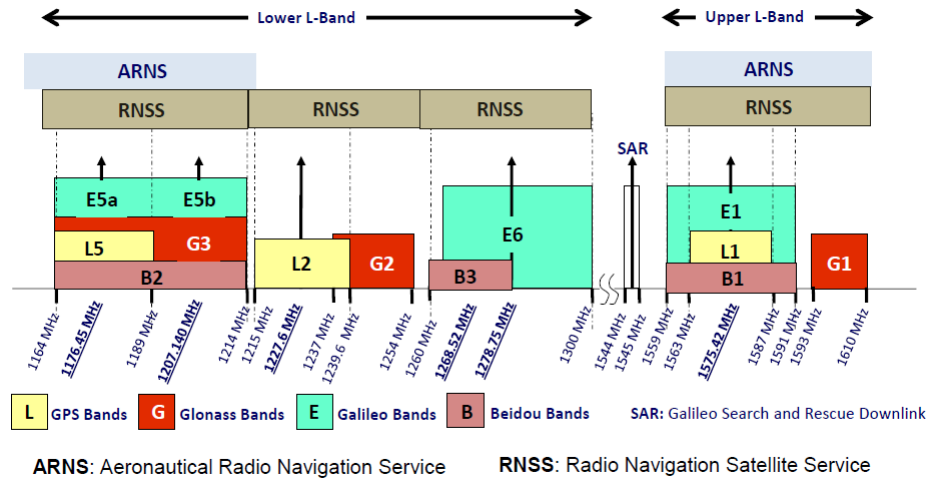 Lower L-Band
Upper L-Band
ARNS
ARNS
RNSS
RNSS
RNSS
RNSS
SAR
E5a
E5b
E1
L5
G3
L2
G2
E6
L1
G1
B2
B3
B1
1164 MHz
1176.45 MHz
1189 MHz
1207.140 MHz
1214 MHz
1215 MHz
1227.6 MHz
1237 MHz
1239.6 MHz
1254 MHz
1260 MHz
1268.52 MHz
1278.75 MHz
1300 MHz
1544 MHz
1545 MHz
1559 MHz
1563 MHz
1575.42 MHz
1587 MHz
1591 MHz
1593 MHz
1610 MHz
L GPS Bands G Glonass Bands E Galileo Bands B Beidou Bands SAR: Galileo Search and Rescue Downlink
ARNS: Aeronautical Radio Navigation Service RNSS: Radio Navigation Satellite Service